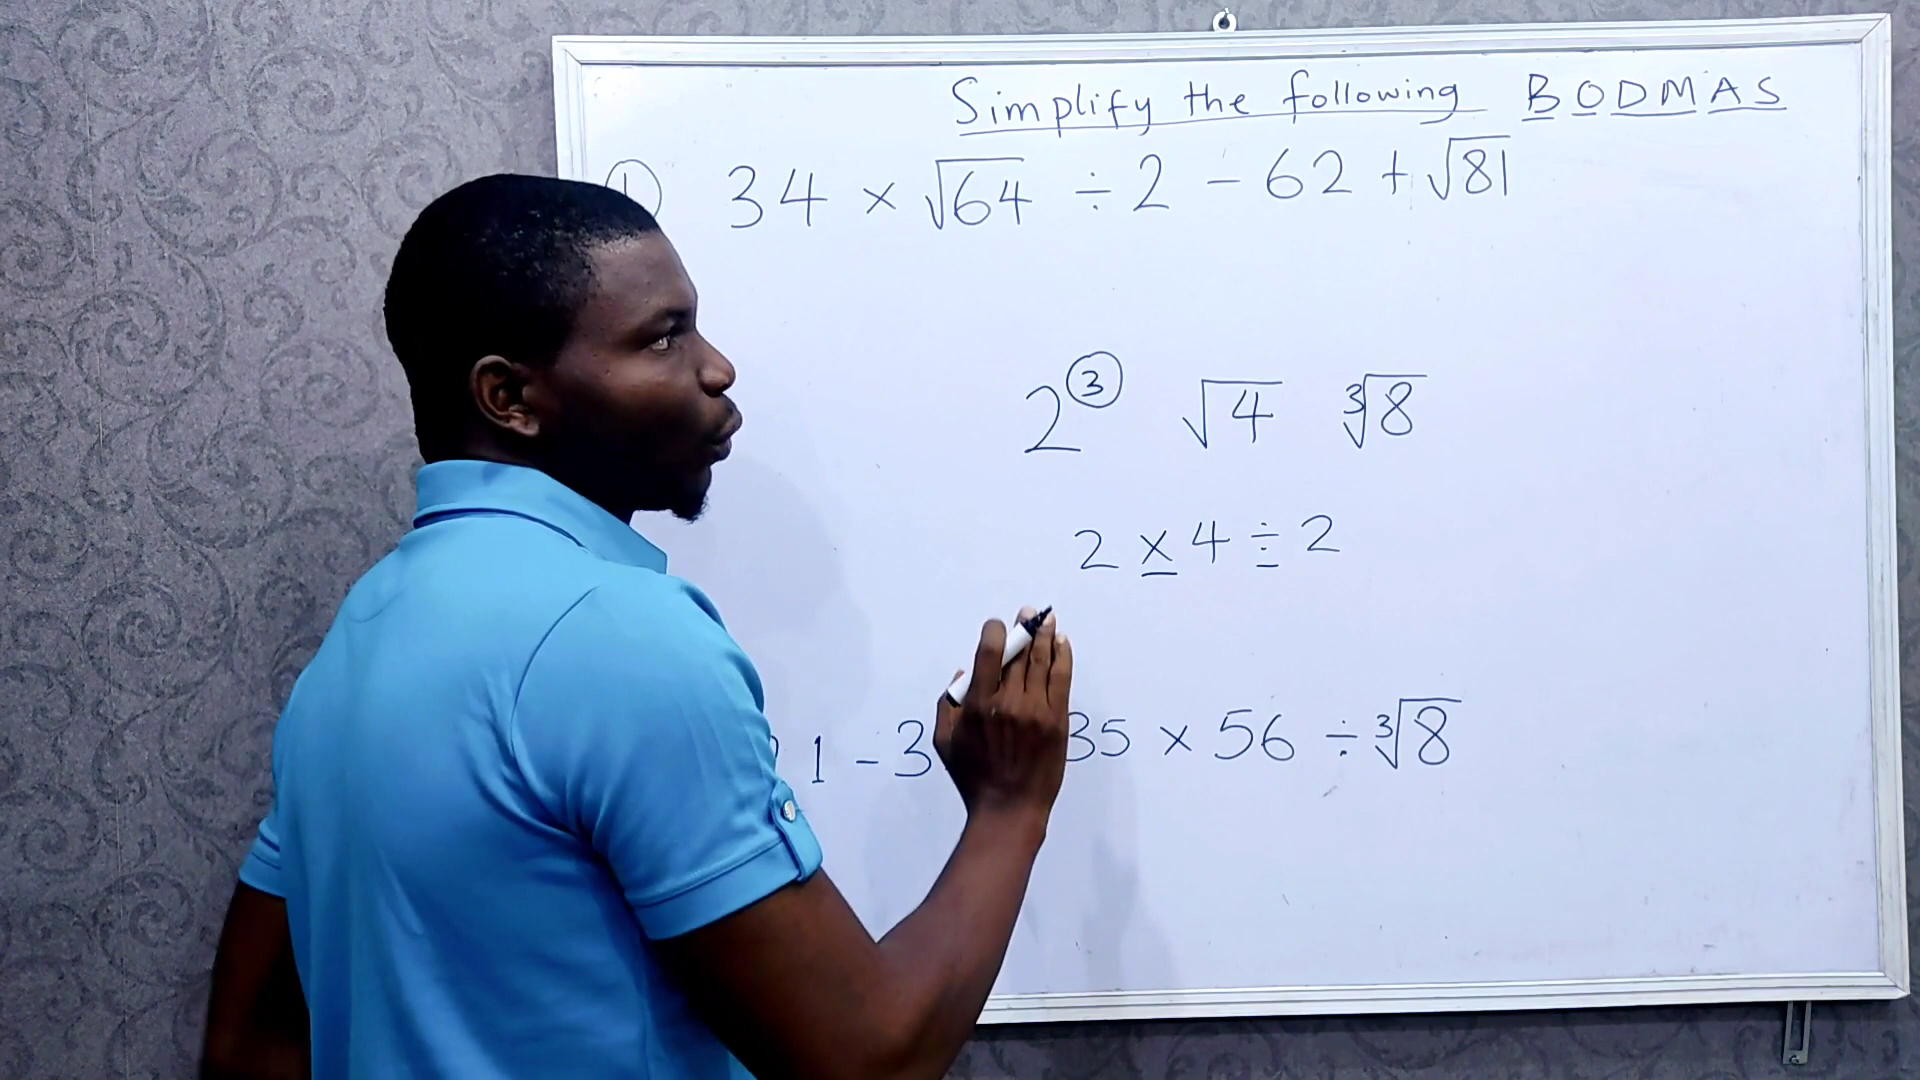 Simplify the following BODMAS
1 34 × √64 ÷ 2 - 62 + √81
2³ √4 ∛8
2 × 4 ÷ 2
1 - 3 35 × 56 ÷ ∛8